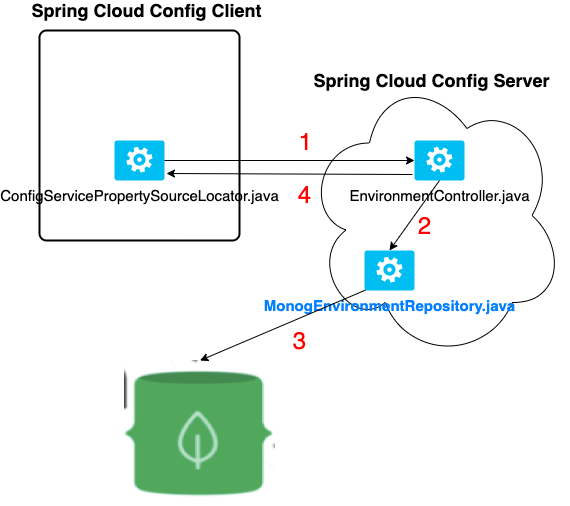 Spring Cloud Config Client
Spring Cloud Config Server
1
ConfigServicePropertySourceLocator.java
4
EnvironmentController.java
2
MonogEnvironmentRepository.java
3